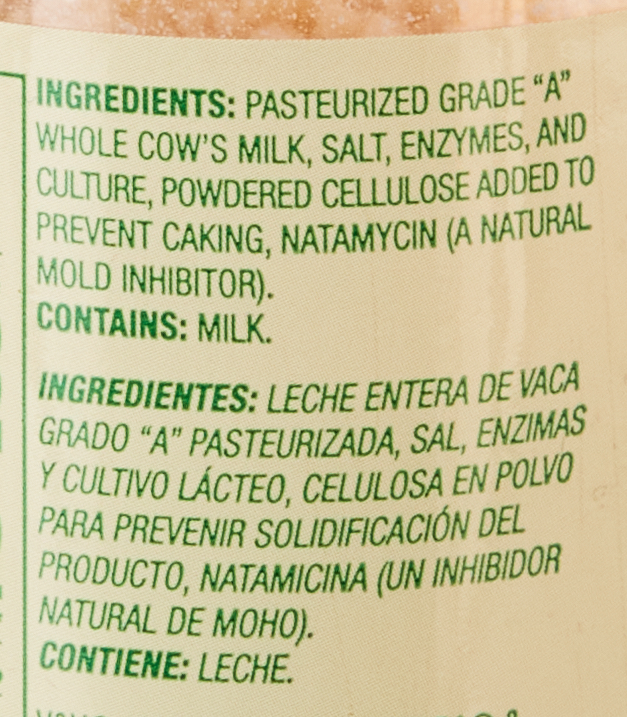 INGREDIENTS: PASTEURIZED GRADE “A”
WHOLE COW’S MILK, SALT, ENZYMES, AND
CULTURE, POWDERED CELLULOSE ADDED TO
PREVENT CAKING, NATAMYCIN (A NATURAL
MOLD INHIBITOR).
CONTAINS: MILK.
INGREDIENTES: LECHE ENTERA DE VACA
GRADO “A” PASTEURIZADA, SAL, ENZIMAS
Y CULTIVO LÁCTEO, CELULOSA EN POLVO
PARA PREVENIR SOLIDIFICACIÓN DEL
PRODUCTO, NATAMICINA (UN INHIBIDOR
NATURAL DE MOHO).
CONTIENE: LECHE.